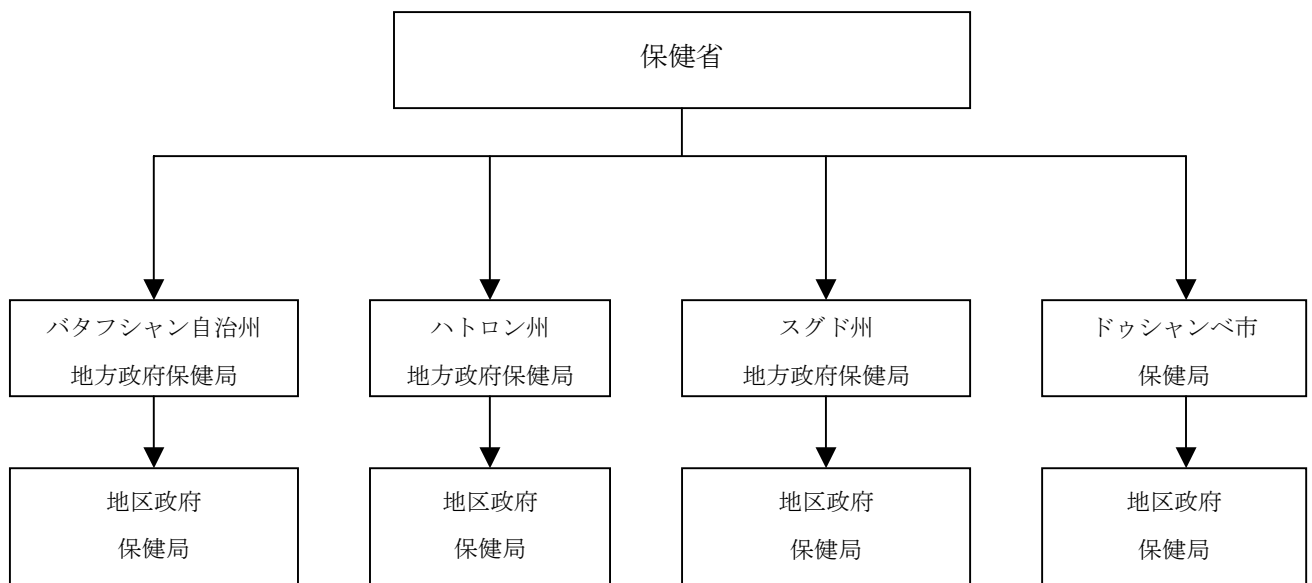 保健省
バタフシャン自治州
地方政府保健局
ハトロン州
地方政府保健局
スグド州
地方政府保健局
ドゥシャンベ市
保健局
地区政府
保健局
地区政府
保健局
地区政府
保健局
地区政府
保健局